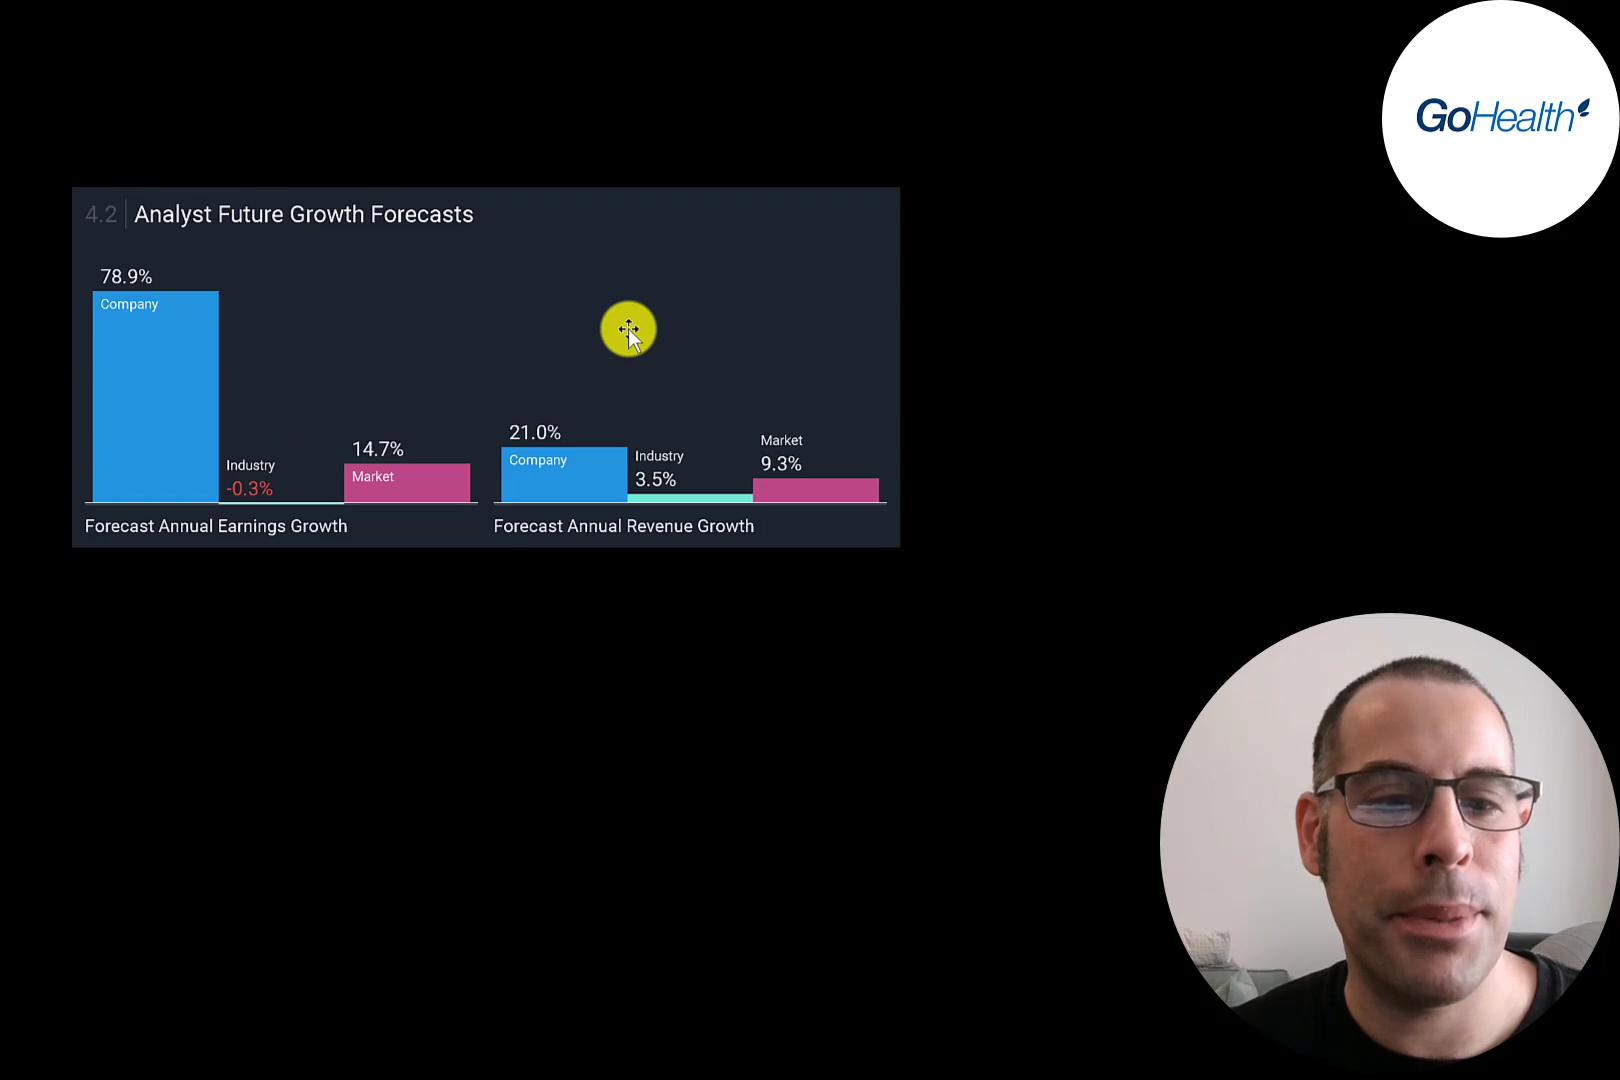 GoHealth
4.2 Analyst Future Growth Forecasts
78.9%
Company
Industry
-0.3%
14.7%
Market
Forecast Annual Earnings Growth
21.0%
Company
Industry
3.5%
Market
9.3%
Forecast Annual Revenue Growth